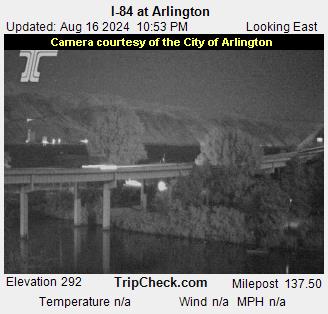 I-84 at Arlington
Updated: Aug 16 2024 10:53 PM Looking East
Camera courtesy of the City of Arlington
Elevation 292 TripCheck.com Milepost 137.50
Temperature n/a Wind n/a MPH n/a